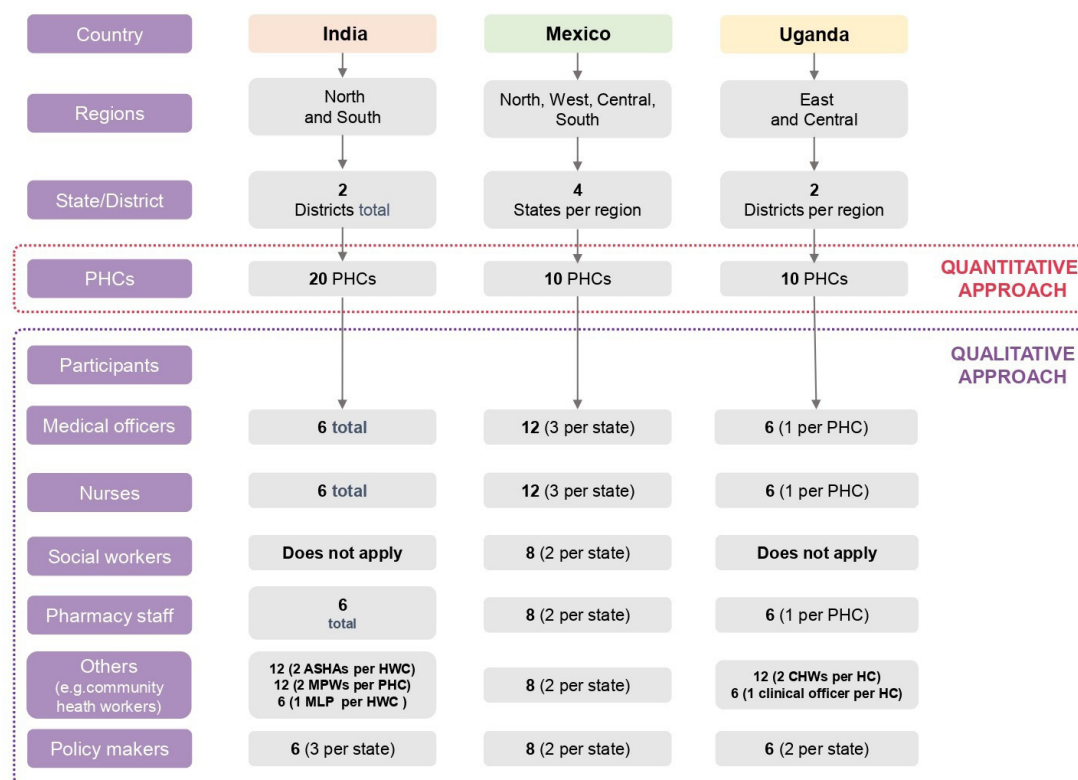 Country
India
Mexico
Uganda
Regions
North
and South
North, West, Central,
South
East
and Central
State/District
2
Districts total
4
States per region
2
Districts per region
PHCs
20 PHCs
10 PHCs
10 PHCs
QUANTITATIVE
APPROACH
QUALITATIVE
APPROACH
Participants
Medical officers
6 total
12 (3 per state)
6 (1 per PHC)
Nurses
6 total
12 (3 per state)
6 (1 per PHC)
Social workers
Does not apply
8 (2 per state)
Does not apply
Pharmacy staff
6
total
8 (2 per state)
6 (1 per PHC)
Others
(e.g.community
heath workers)
12 (2 ASHAs per HWC)
12 (2 MPWs per PHC)
6 (1 MLP per HWC )
8 (2 per state)
12 (2 CHWs per HC)
6 (1 clinical officer per HC)
Policy makers
6 (3 per state)
8 (2 per state)
6 (2 per state)